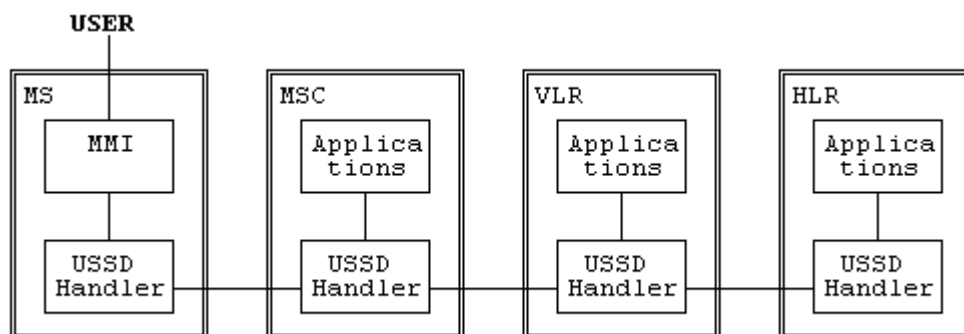 USER
MS
MSC
VLR
HLR
MMI
Applica
tions
Applica
tions
Applica
tions
USSD
Handler
USSD
Handler
USSD
Handler
USSD
Handler